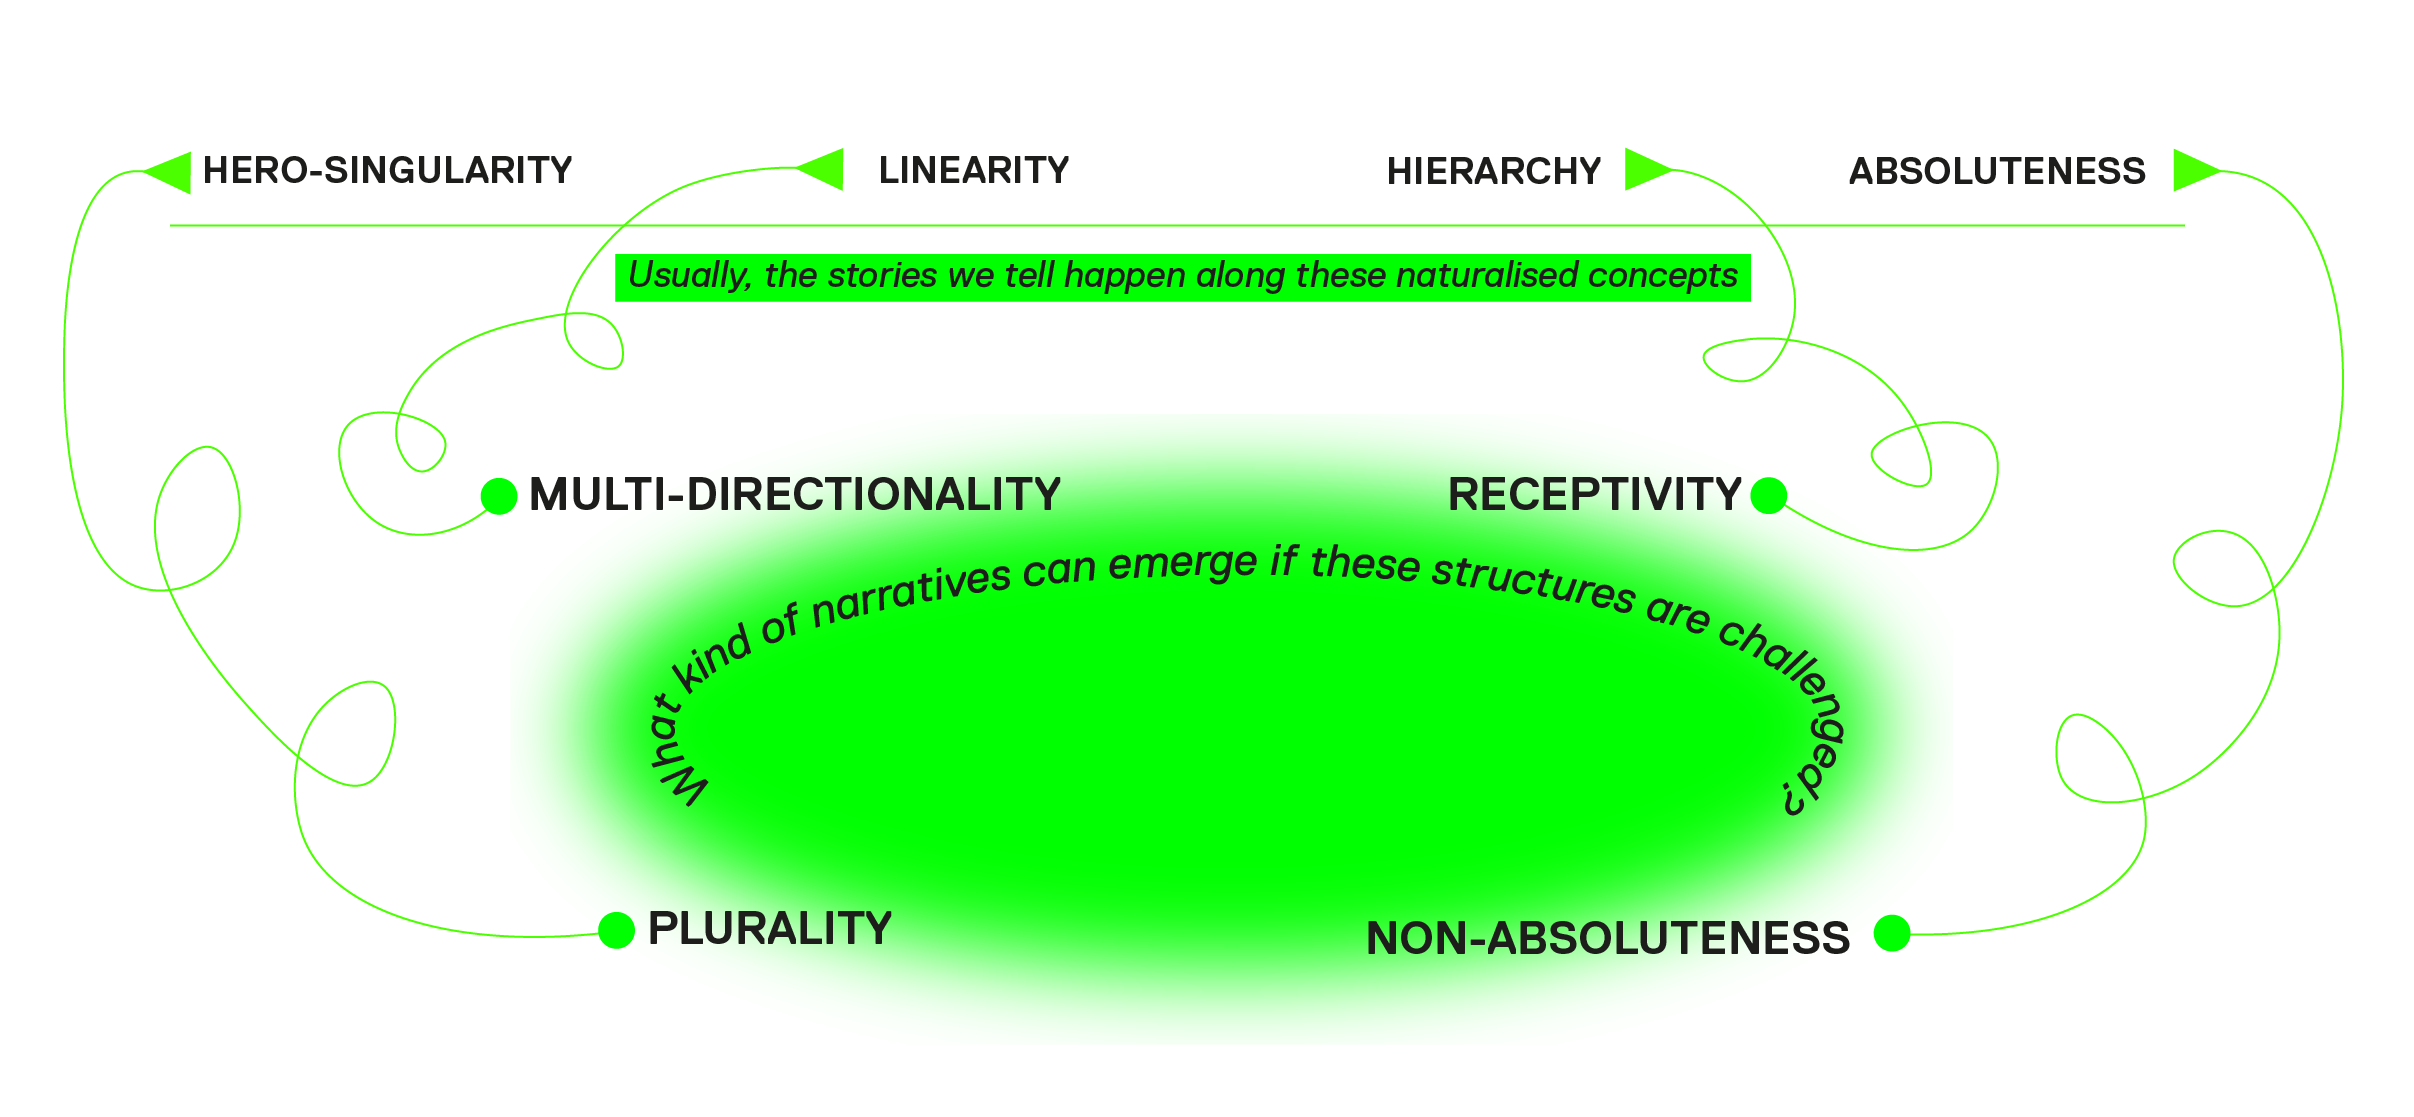 HERO-SINGULARITY
LINEARITY
HIERARCHY
ABSOLUTENESS
Usually, the stories we tell happen along these naturalised concepts
MULTI-DIRECTIONALITY
RECEPTIVITY
What kind of narratives can emerge if these structures are challenged?
PLURALITY
NON-ABSOLUTENESS